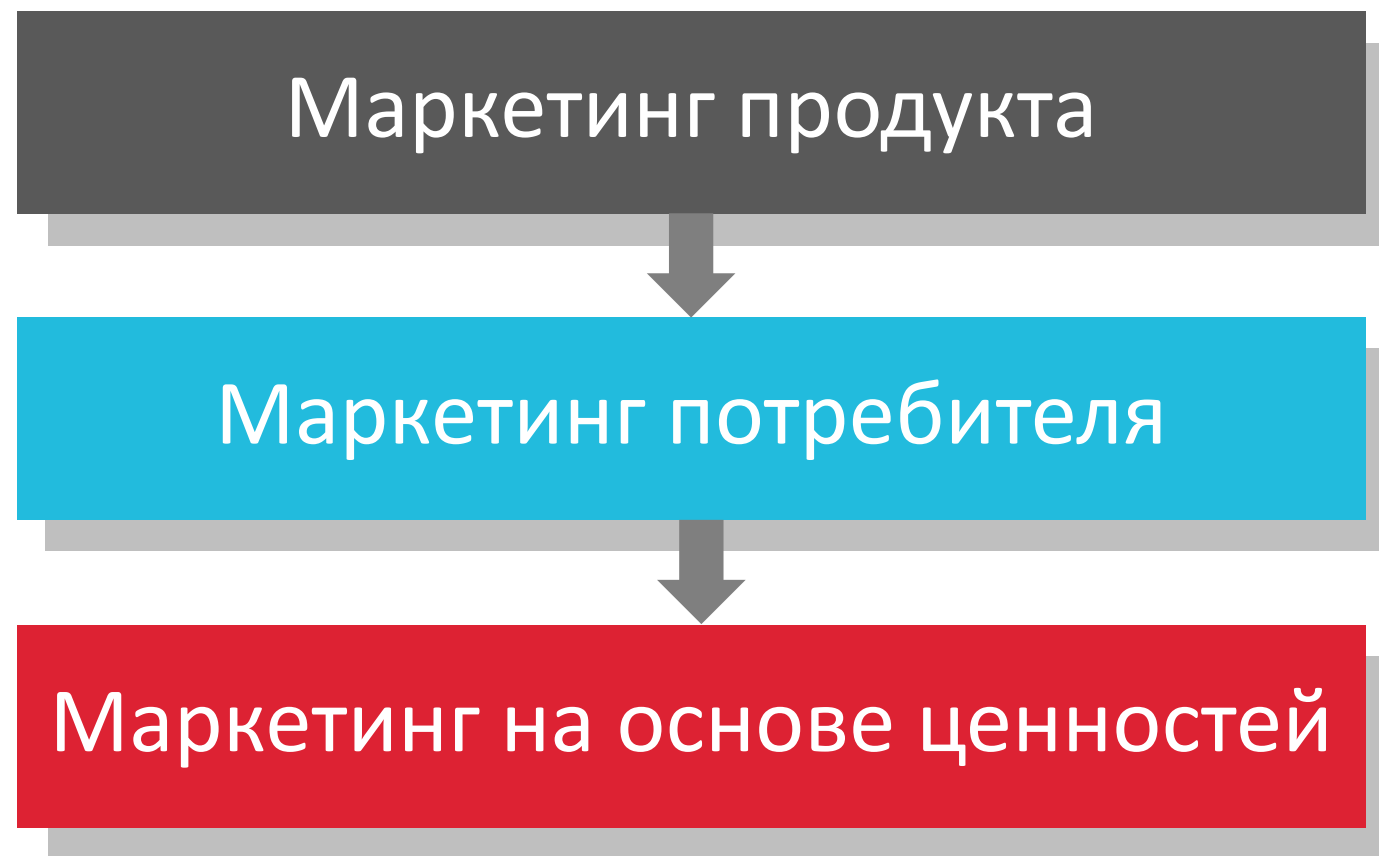 Маркетинг продукта
Маркетинг потребителя
Маркетинг на основе ценностей